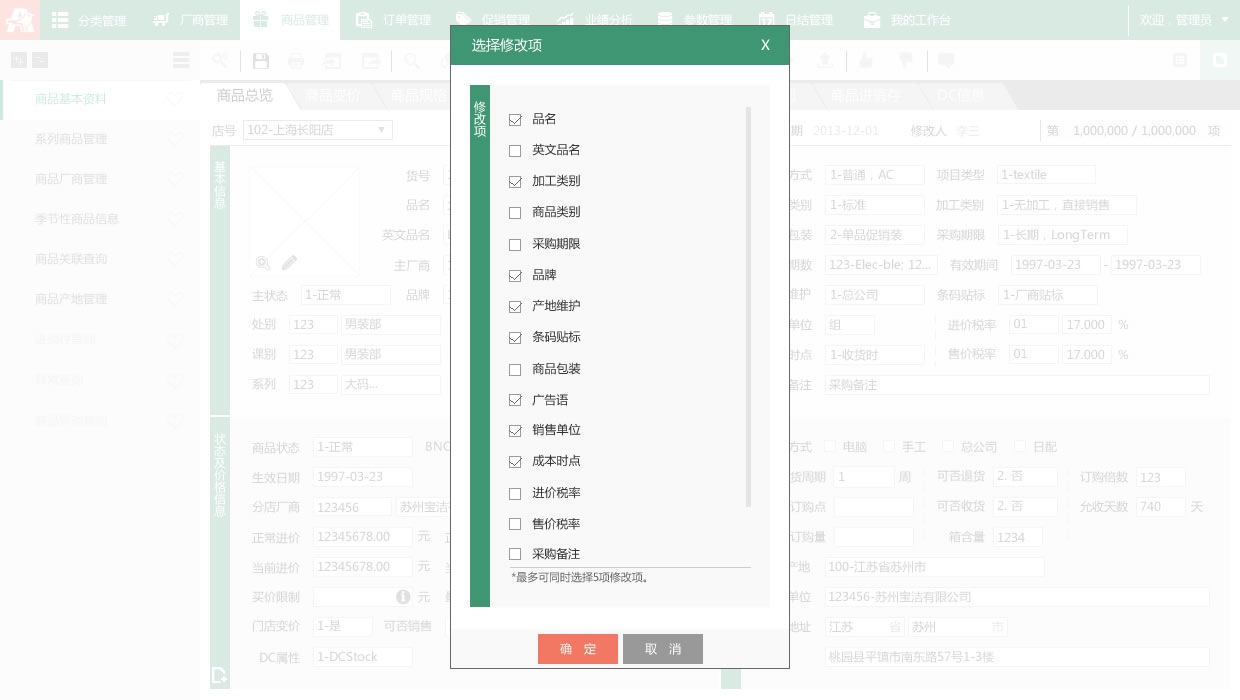 分类管理 厂商管理 商品管理 订单管理 促销管理 业绩分析 参数管理 日结管理 我的工作台 欢迎，管理员
选择修改项 X
商品基本资料
系列商品管理
商品厂商管理
季节性商品信息
商品关联查询
商品产地管理
商品总览 商品变价 商品规格 商品进销存 DC信息
店号 102-上海长阳店 期 2013-12-01 修改人 李三 第 1,000,000 / 1,000,000 项
基本信息
货号
品名
英文品名
主厂商
主状态 1-正常 品牌
处别 123 男装部
课别 123 男装部
系列 123 大码...
方式 1-普通，AC 项目类型 1-textile
类别 1-标准 加工类别 1-无加工，直接销售
包装 2-单品促销装 采购期限 1-长期，LongTerm
期数 123-Elec-ble; 12... 有效期间 1997-03-23 - 1997-03-23
维护 1-总公司 条码贴标 1-厂商贴标
单位 组 进价税率 01 17.000 %
时点 1-收货时 售价税率 01 17.000 %
备注 采购备注
修改项
品名
英文品名
加工类别
商品类别
采购期限
品牌
产地维护
条码贴标
商品包装
广告语
销售单位
成本时点
进价税率
售价税率
采购备注
*最多可同时选择5项修改项。
确 定 取 消
状态及价格信息
商品状态 1-正常 BNC
生效日期 1997-03-23
分店厂商 123456 苏州宝洁
正常进价 12345678.00 元
当前进价 12345678.00 元
买价限制 元
门店变价 1-是 可否销售
DC属性 1-DCStock
方式 电脑 手工 总公司 日配
货周期 1 周 可否退货 2. 否 订购倍数 123
订购点 可否收货 2. 否 允收天数 740 天
订购量 箱含量 1234
产地 100-江苏省苏州市
单位 123456-苏州宝洁有限公司
地址 江苏 省 苏州 市
桃园县平镇市南东路57号1-3楼